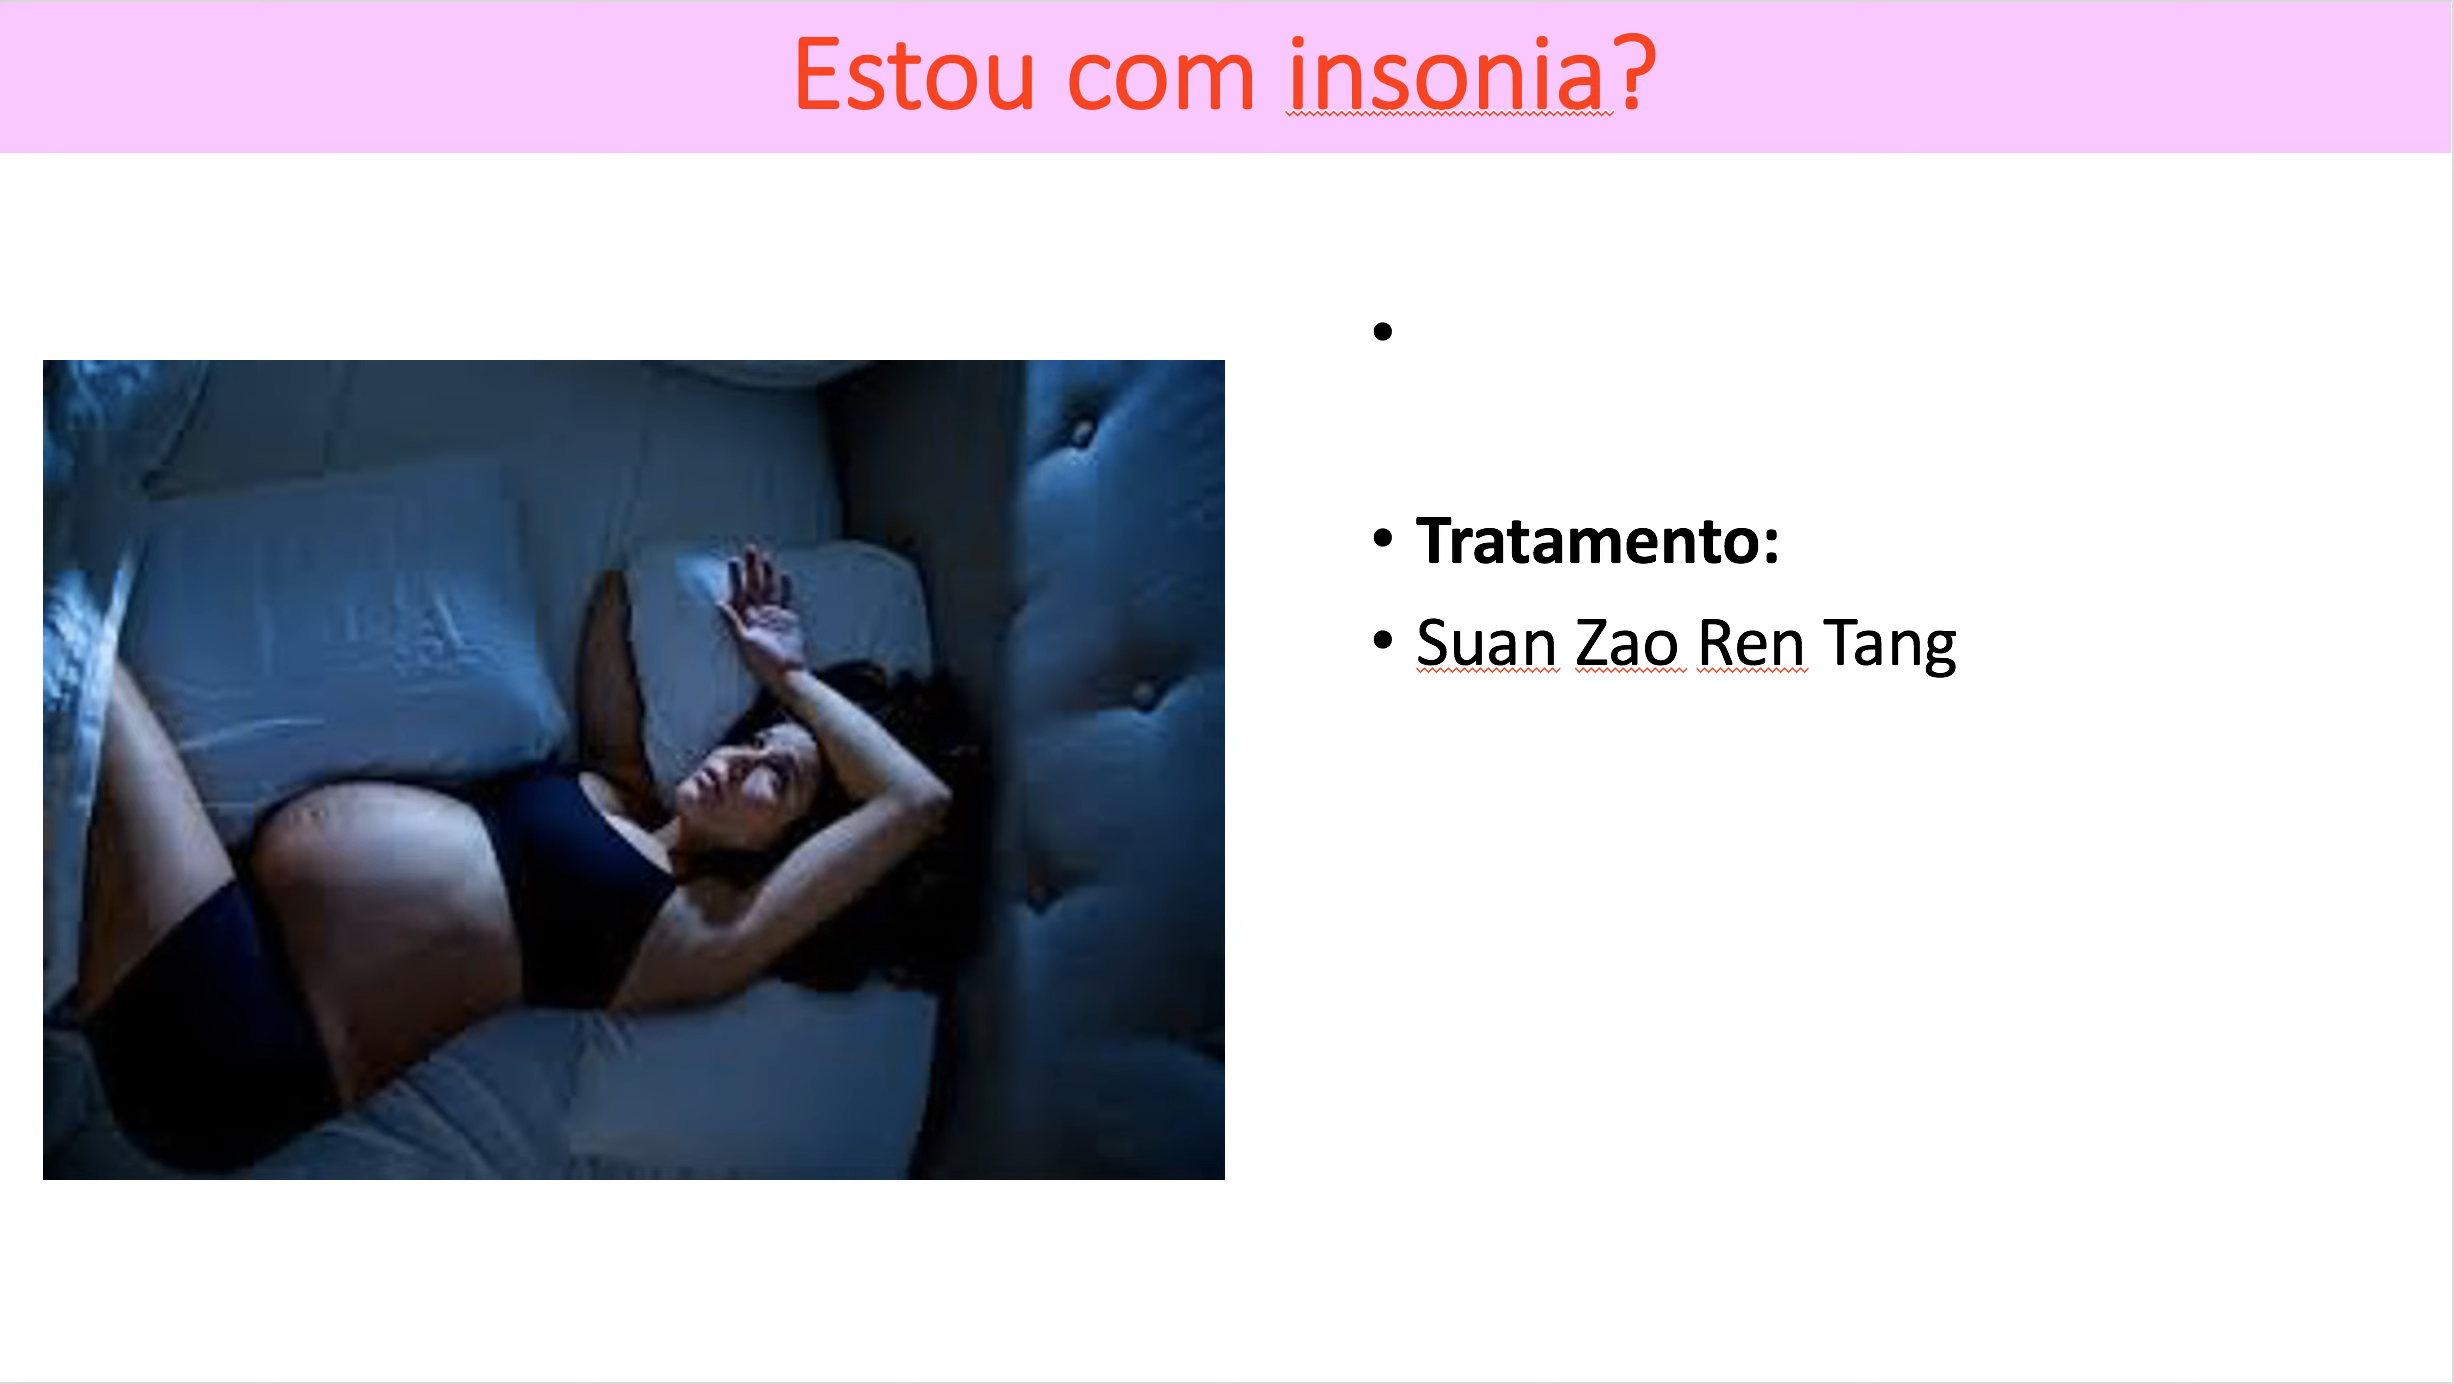 Estou com insonia?
•
• Tratamento:
• Suan Zao Ren Tang